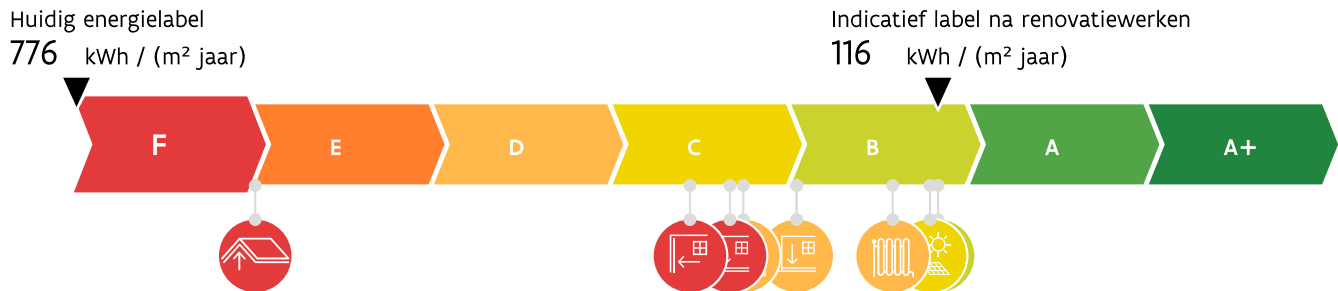 Huidig energielabel
776 kWh / (m² jaar)
Indicatief label na renovatiewerken
116 kWh / (m² jaar)
F
E
D
C
B
A
A+